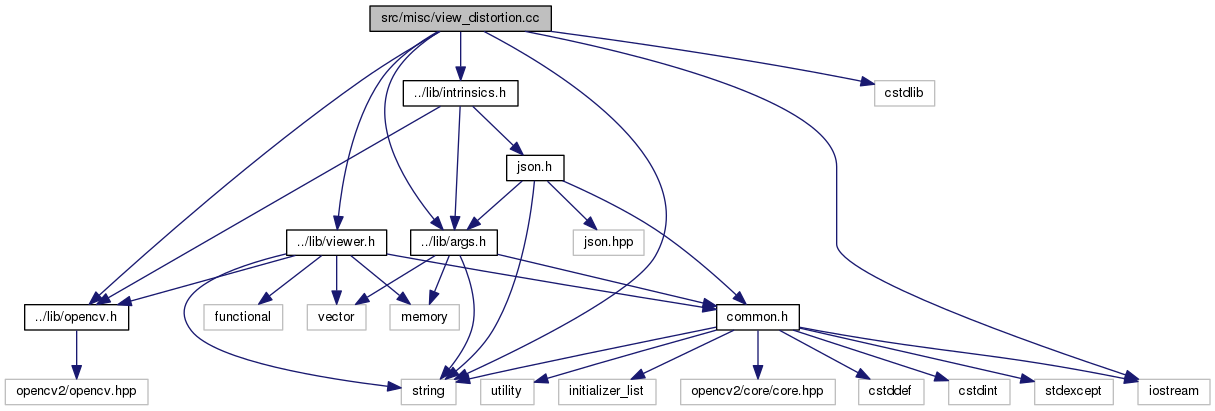 src/misc/view_distortion.cc
../lib/intrinsics.h
cstdlib
json.h
../lib/viewer.h
../lib/args.h
json.hpp
../lib/opencv.h
functional
vector
memory
common.h
opencv2/opencv.hpp
string
utility
initializer_list
opencv2/core/core.hpp
cstddef
cstdint
stdexcept
iostream